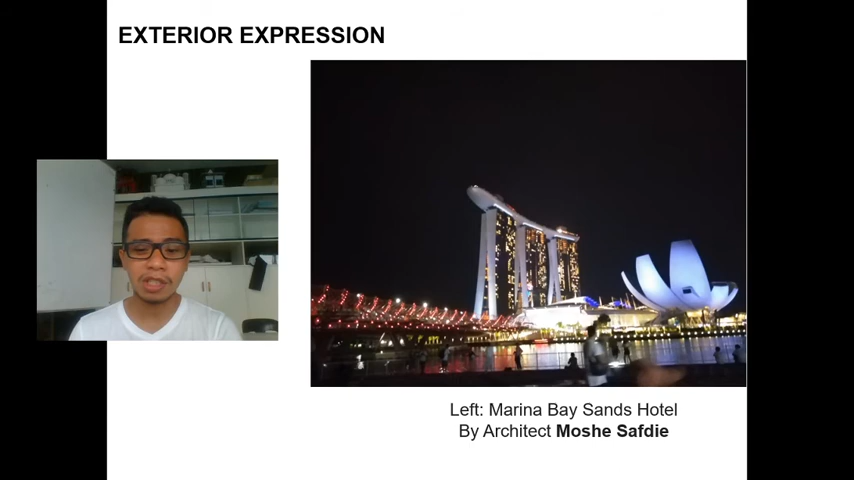 EXTERIOR EXPRESSION
Left: Marina Bay Sands Hotel
By Architect Moshe Safdie